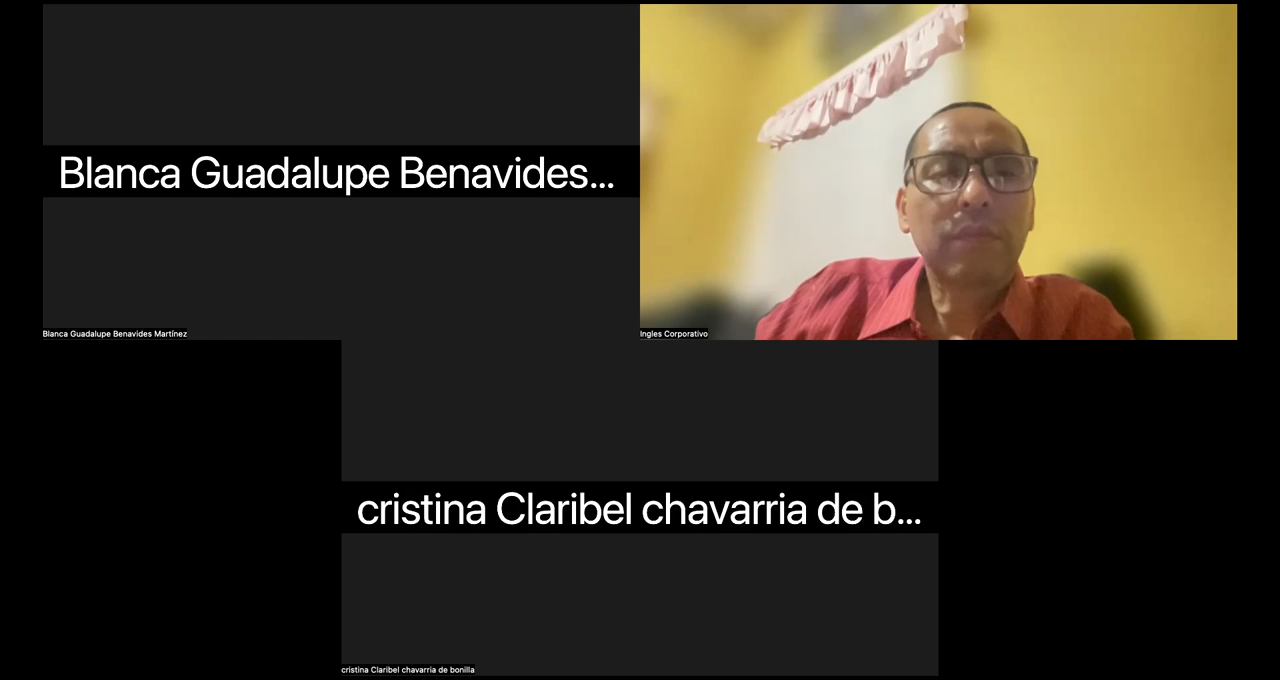 Blanca Guadalupe Benavides...
Blanca Guadalupe Benavides Martínez
Ingles Corporativo
cristina Claribel chavarria de b...
cristina Claribel chavarria de bonilla